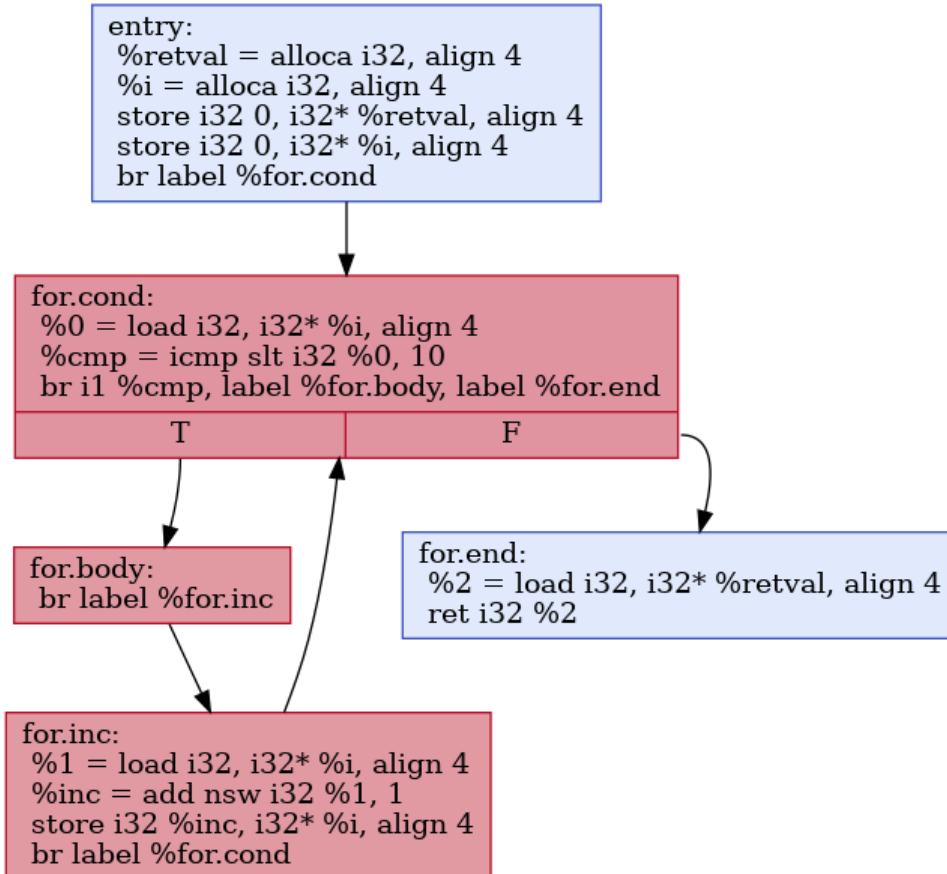 entry:
%retval = alloca i32, align 4
%i = alloca i32, align 4
store i32 0, i32* %retval, align 4
store i32 0, i32* %i, align 4
br label %for.cond
for.cond:
%0 = load i32, i32* %i, align 4
%cmp = icmp slt i32 %0, 10
br i1 %cmp, label %for.body, label %for.end
T F
for.body:
br label %for.inc
for.end:
%2 = load i32, i32* %retval, align 4
ret i32 %2
for.inc:
%1 = load i32, i32* %i, align 4
%inc = add nsw i32 %1, 1
store i32 %inc, i32* %i, align 4
br label %for.cond